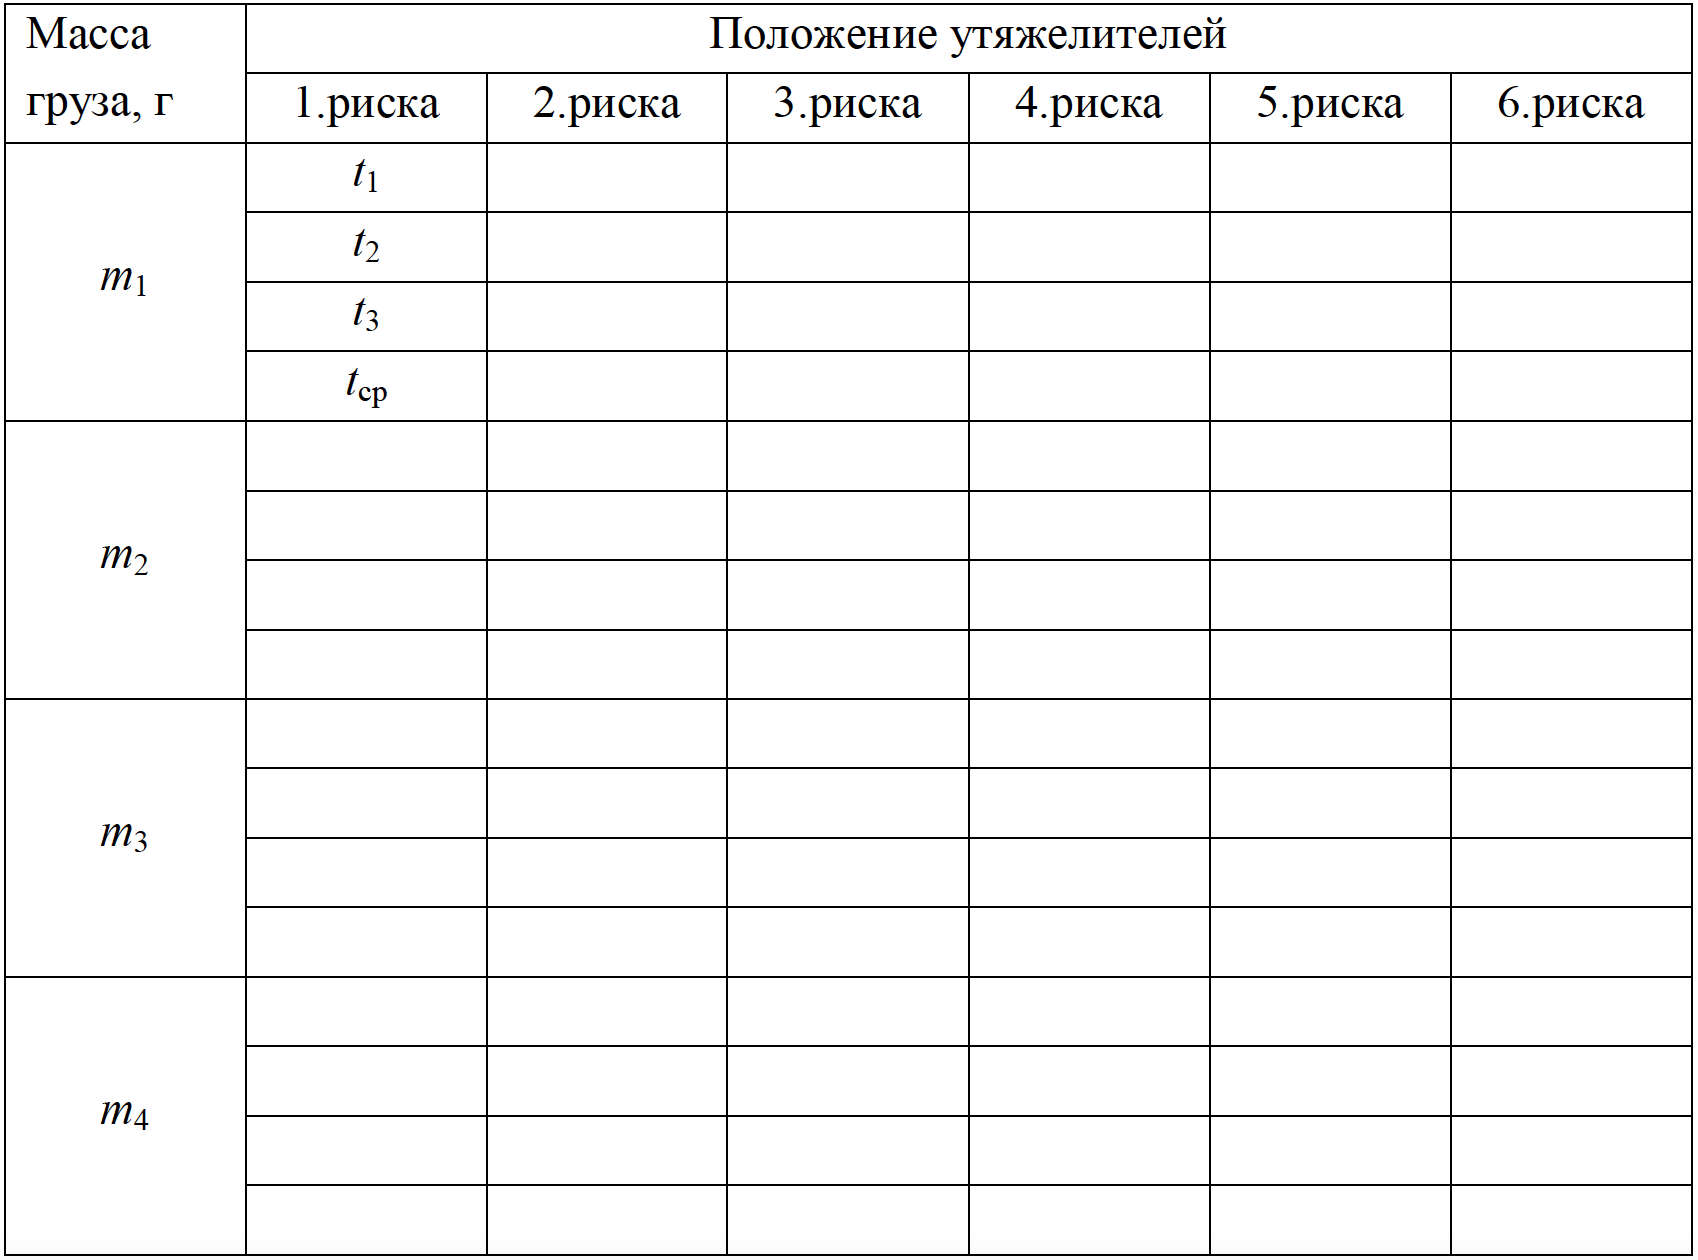 Масса
груза, г
Положение утяжелителей
1.риска 2.риска 3.риска 4.риска 5.риска 6.риска
m₁
t₁
t₂
t₃
tср
m₂
m₃
m₄